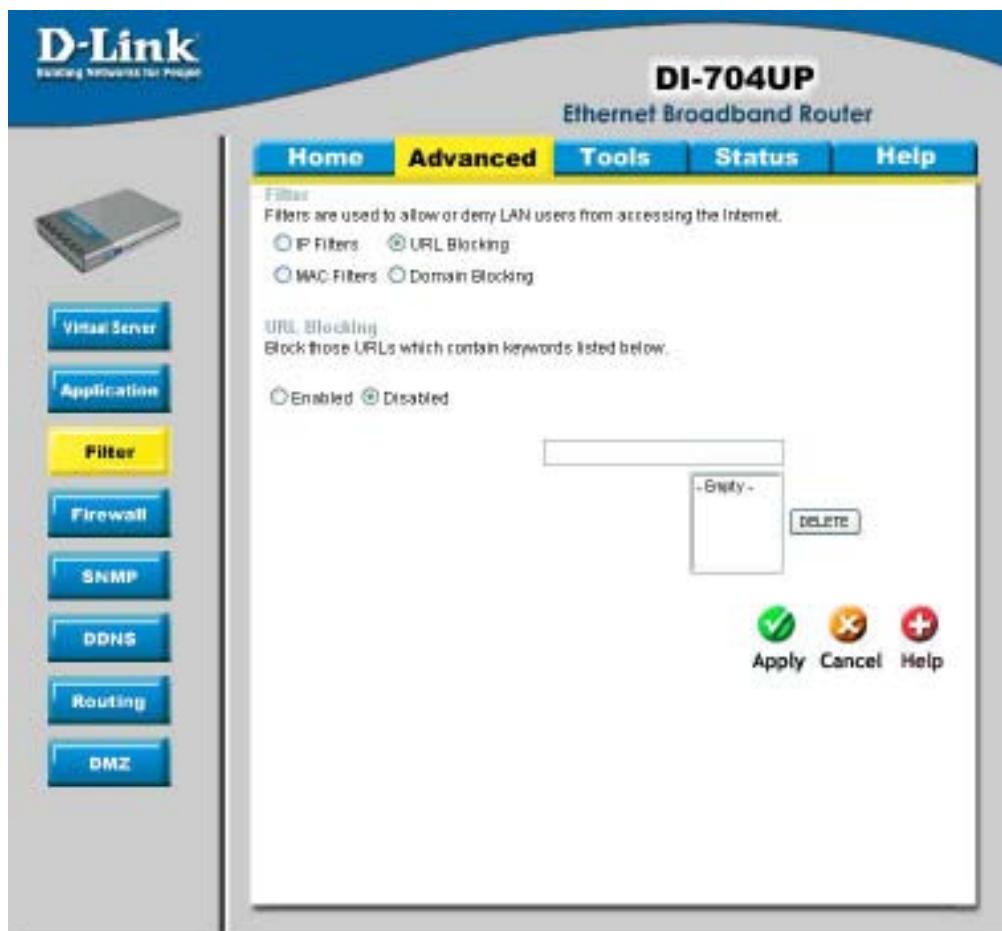 D-Link
Building Networks for People
DI-704UP
Ethernet Broadband Router
Home Advanced Tools Status Help
Filter
Filters are used to allow or deny LAN users from accessing the Internet.
IP Filters URL Blocking
MAC Filters Domain Blocking
URL Blocking
Block those URLs which contain keywords listed below.
Enabled Disabled
- Empty -
DELETE
Apply Cancel Help
Virtual Server
Application
Filter
Firewall
SNMP
DDNS
Routing
DMZ